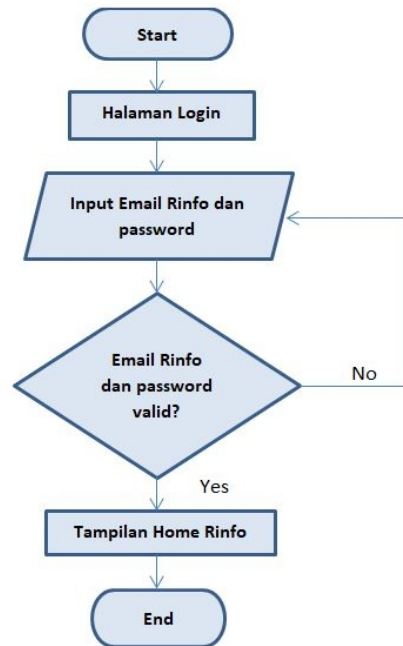 Start
Halaman Login
Input Email Rinfo dan
password
Email Rinfo
dan password
valid?
No
Yes
Tampilan Home Rinfo
End